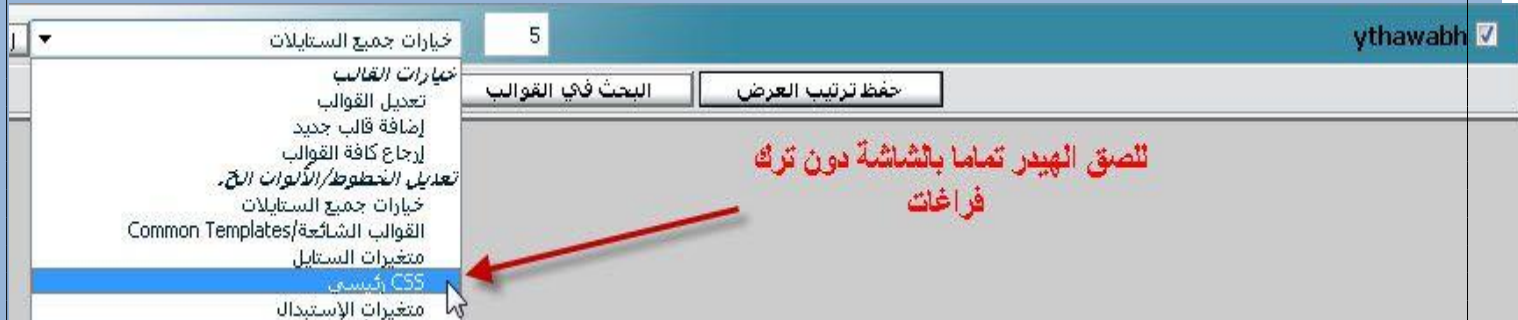 ythawabh
5
خيارات جميع الستايلات
حفظ ترتيب العرض
البحث في القوالب
خيارات القالب
تعديل القوالب
إضافة قالب جديد
إرجاع كافة القوالب
تعديل الخطوط/الألوان الخ.
خيارات جميع الستايلات
القوالب الشائعة/Common Templates
متغيرات الستايل
CSS رئيسي
متغيرات الإستبدال
للصق الهيدر تماما بالشاشة دون ترك
فراغات